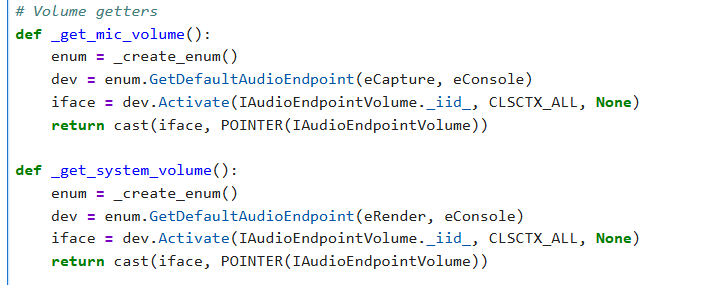 # Volume getters
def _get_mic_volume():
    enum = _create_enum()
    dev = enum.GetDefaultAudioEndpoint(eCapture, eConsole)
    iface = dev.Activate(IAudioEndpointVolume._iid_, CLSCTX_ALL, None)
    return cast(iface, POINTER(IAudioEndpointVolume))

def _get_system_volume():
    enum = _create_enum()
    dev = enum.GetDefaultAudioEndpoint(eRender, eConsole)
    iface = dev.Activate(IAudioEndpointVolume._iid_, CLSCTX_ALL, None)
    return cast(iface, POINTER(IAudioEndpointVolume))